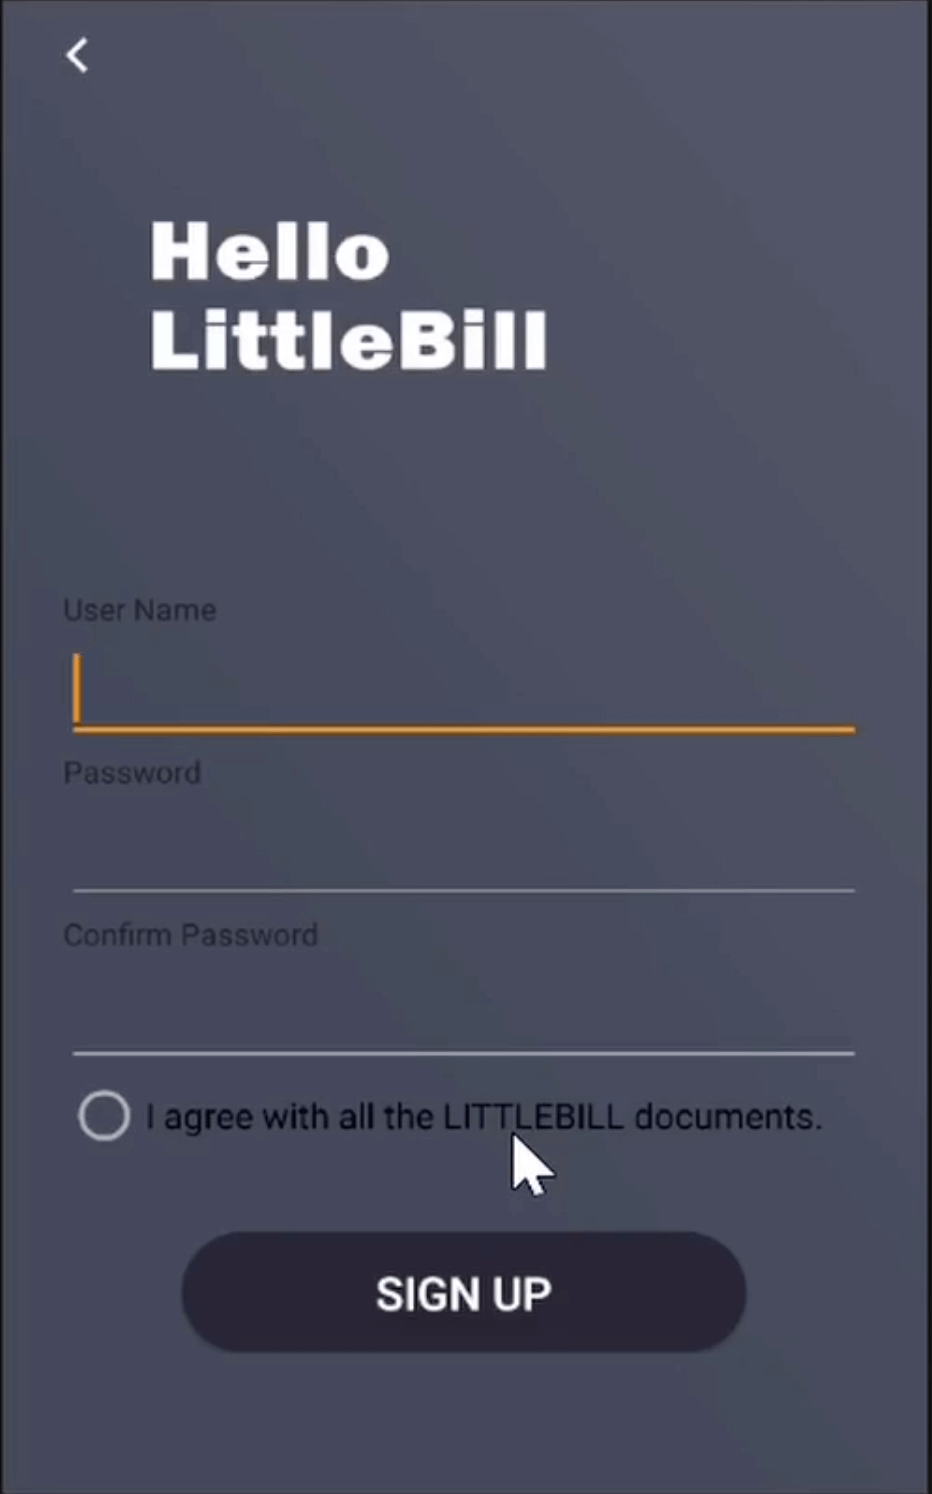 Hello
LittleBill
User Name
Password
Confirm Password
I agree with all the LITTLEBILL documents.
SIGN UP